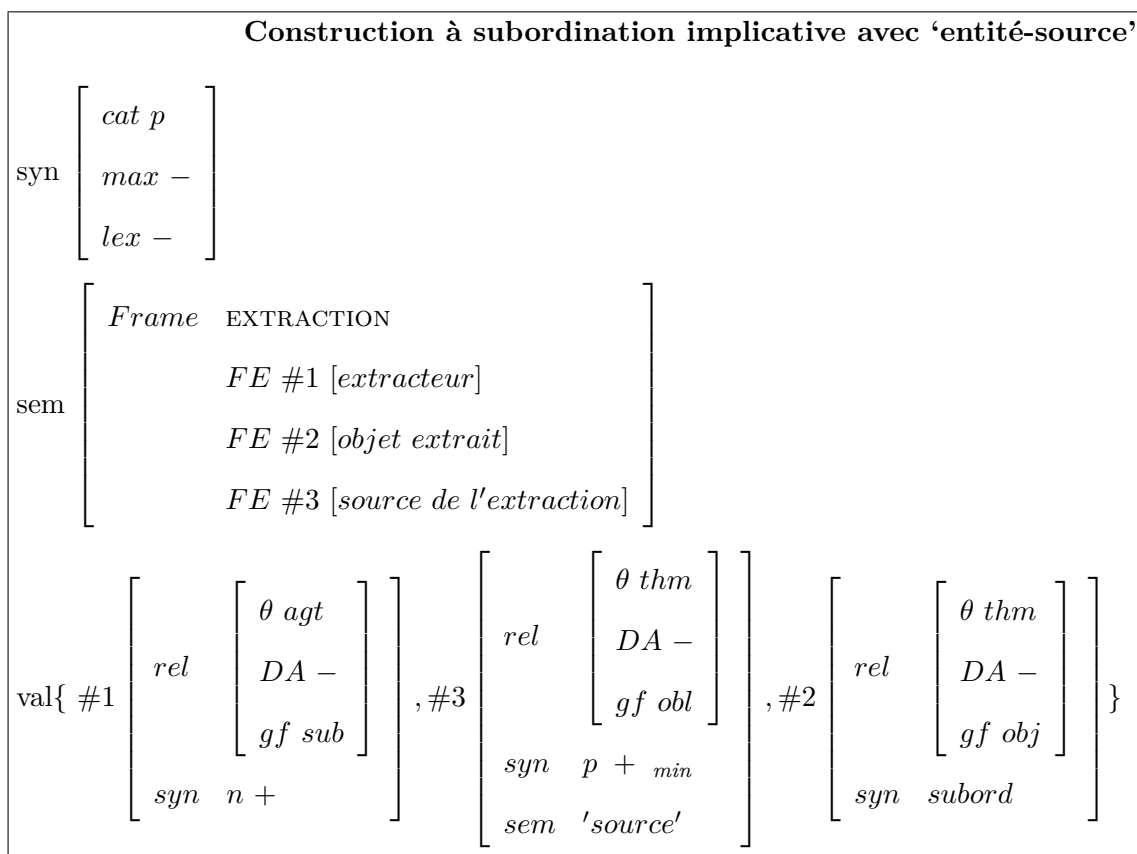 Construction à subordination implicative avec ‘entité-source’
syn [ cat p
max −
lex − ]
sem [ Frame EXTRACTION
FE #1 [extracteur]
FE #2 [objet extrait]
FE #3 [source de l'extraction] ]
val{ #1 [ rel [ θ agt
DA −
gf sub ]
syn n + ]
, #3 [ rel [ θ thm
DA −
gf obl ]
syn p + min
sem 'source' ]
, #2 [ rel [ θ thm
DA −
gf obj ]
syn subord ] }